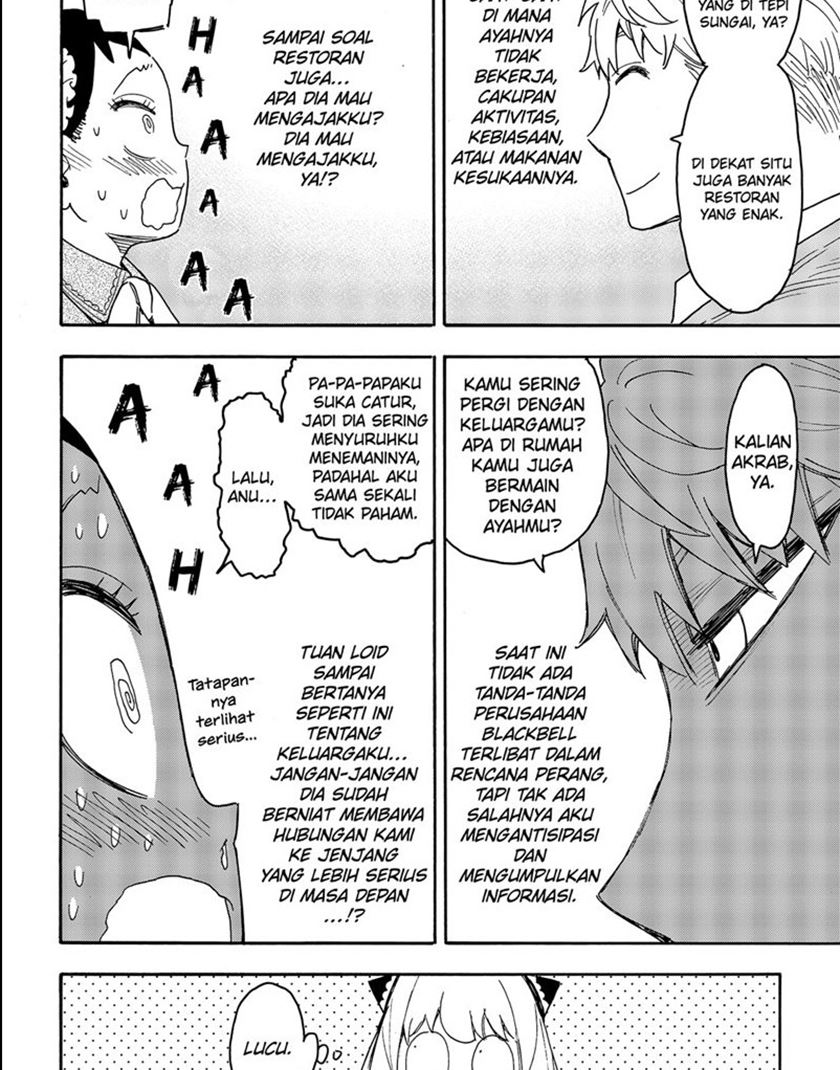 YANG DI TEPI
SUNGAI, YA?
DI DEKAT SITU
JUGA BANYAK
RESTORAN
YANG ENAK.
DI MANA
AYAHNYA
TIDAK
BEKERJA,
CAKUPAN
AKTIVITAS,
KEBIASAAN,
ATAU MAKANAN
KESUKAANNYA.
SAMPAI SOAL
RESTORAN
JUGA...
APA DIA MAU
MENGAJAKKU?
DIA MAU
MENGAJAKKU,
YA!?
H
A
A
A
A
A
KALIAN
AKRAB,
YA.
KAMU SERING
PERGI DENGAN
KELUARGAMU?
APA DI RUMAH
KAMU JUGA
BERMAIN
DENGAN
AYAHMU?
SAAT INI
TIDAK ADA
TANDA-TANDA
PERUSAHAAN
BLACKBELL
TERLIBAT DALAM
RENCANA PERANG,
TAPI TAK ADA
SALAHNYA AKU
MENGANTISIPASI
DAN
MENGUMPULKAN
INFORMASI.
PA-PA-PAPAKU
SUKA CATUR,
JADI DIA SERING
MENYURUHKU
MENEMANINYA,
PADAHAL AKU
SAMA SEKALI
TIDAK PAHAM.
LALU,
ANU...
A
A
A
H
TUAN LOID
SAMPAI
BERTANYA
SEPERTI INI
TENTANG
KELUARGAKU...
JANGAN-JANGAN
DIA SUDAH
BERNIAT MEMBAWA
HUBUNGAN KAMI
KE JENJANG
YANG LEBIH SERIUS
DI MASA DEPAN
...!?
Tatapan-
nya
terlihat
serius...
LUCU.